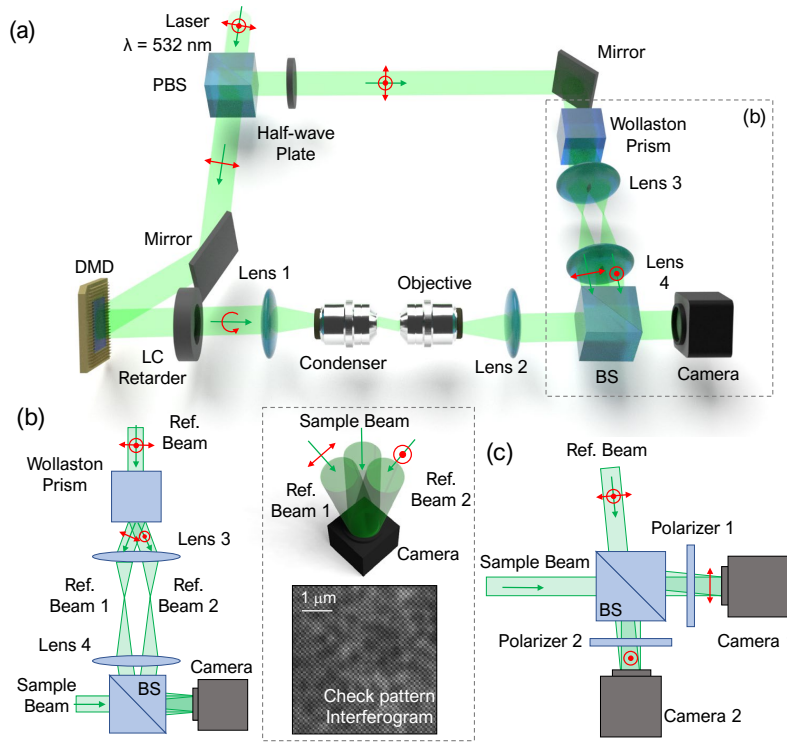 (a)
Laser
λ = 532 nm
PBS
Half-wave
Plate
Mirror
(b)
Wollaston
Prism
Lens 3
Lens
4
Mirror
DMD
Lens 1
Objective
LC
Retarder
Condenser
Lens 2
BS
Camera
(b)
Ref.
Beam
Wollaston
Prism
Lens 3
Ref.
Beam 1
Ref.
Beam 2
Lens 4
BS
Camera
Sample
Beam
Sample Beam
Ref.
Beam 1
Ref.
Beam 2
Camera
1 μm
Check pattern
Interferogram
(c)
Ref. Beam
Polarizer 1
Sample Beam
BS
Polarizer 2
Camera
Camera 2